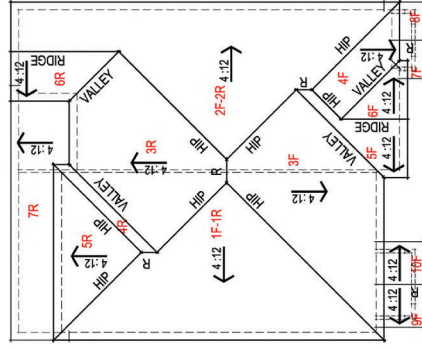 8F
HIP
R
7F
4F
VALLEY
HIP
6F
RIDGE
4:12
4:12
5F
VALLEY
R
RIDGE
4:12
6R
VALLEY
4:12
2F-2R
HIP
HIP
3F
4:12
R
3R
4:12
HIP
HIP
4:12
7R
VALLEY
HIP
4R
R
5R
4:12
HIP
1F-1R
4:12
4:12
10F
R
4:12
9F